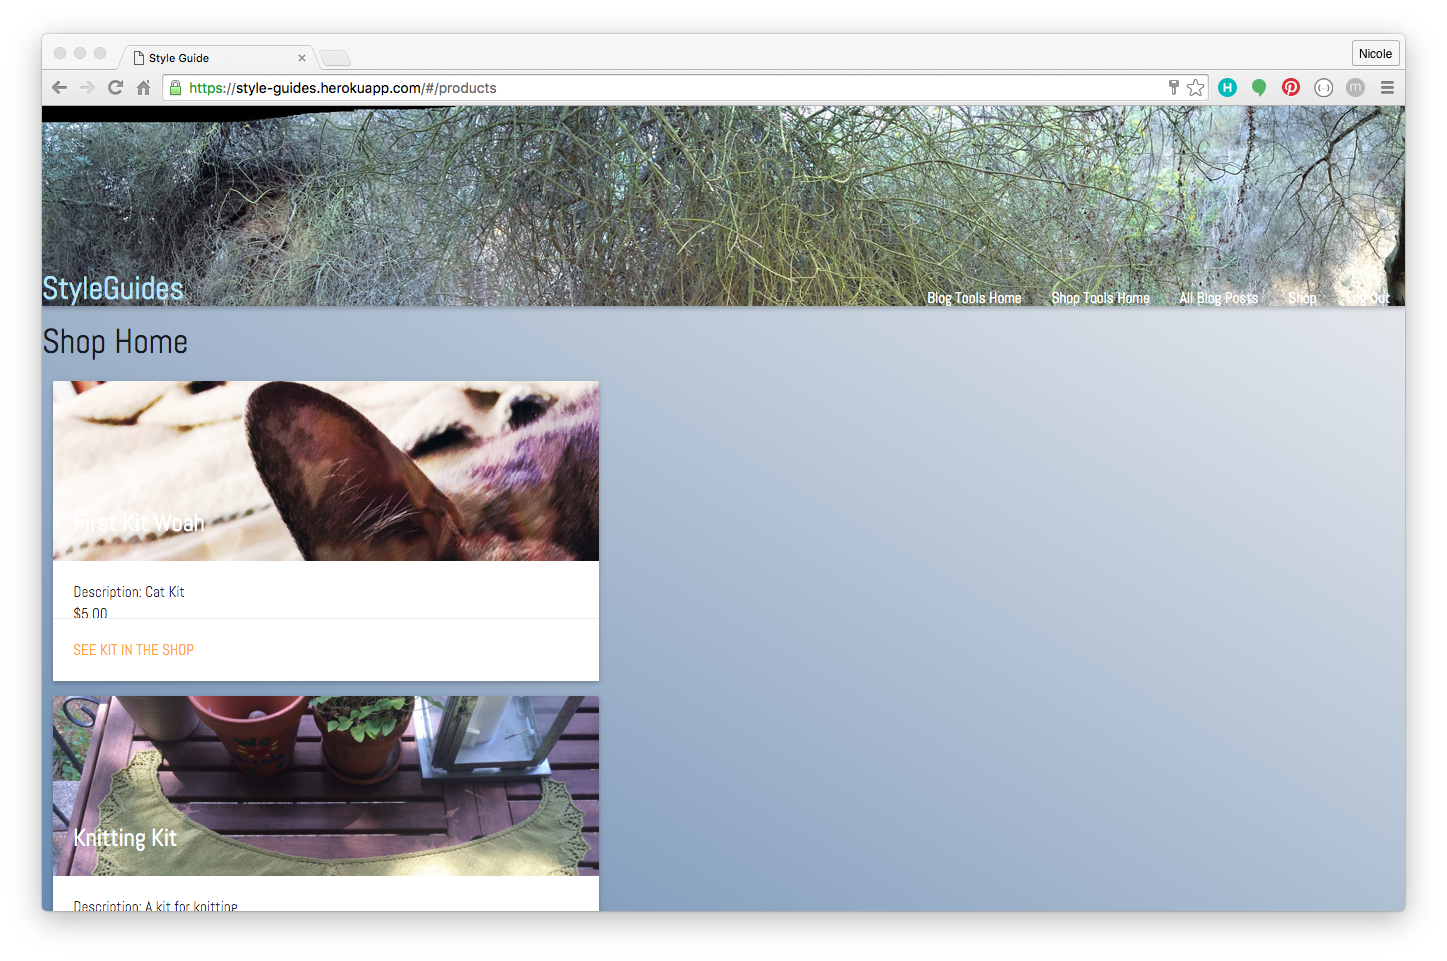 Style Guide
Nicole
https://style-guides.herokuapp.com/#/products
StyleGuides
Blog Tools Home Shop Tools Home All Blog Posts Shop Log Out
Shop Home
First Kit Woah
Description: Cat Kit
$5.00
SEE KIT IN THE SHOP
Knitting Kit
Description: A kit for knitting